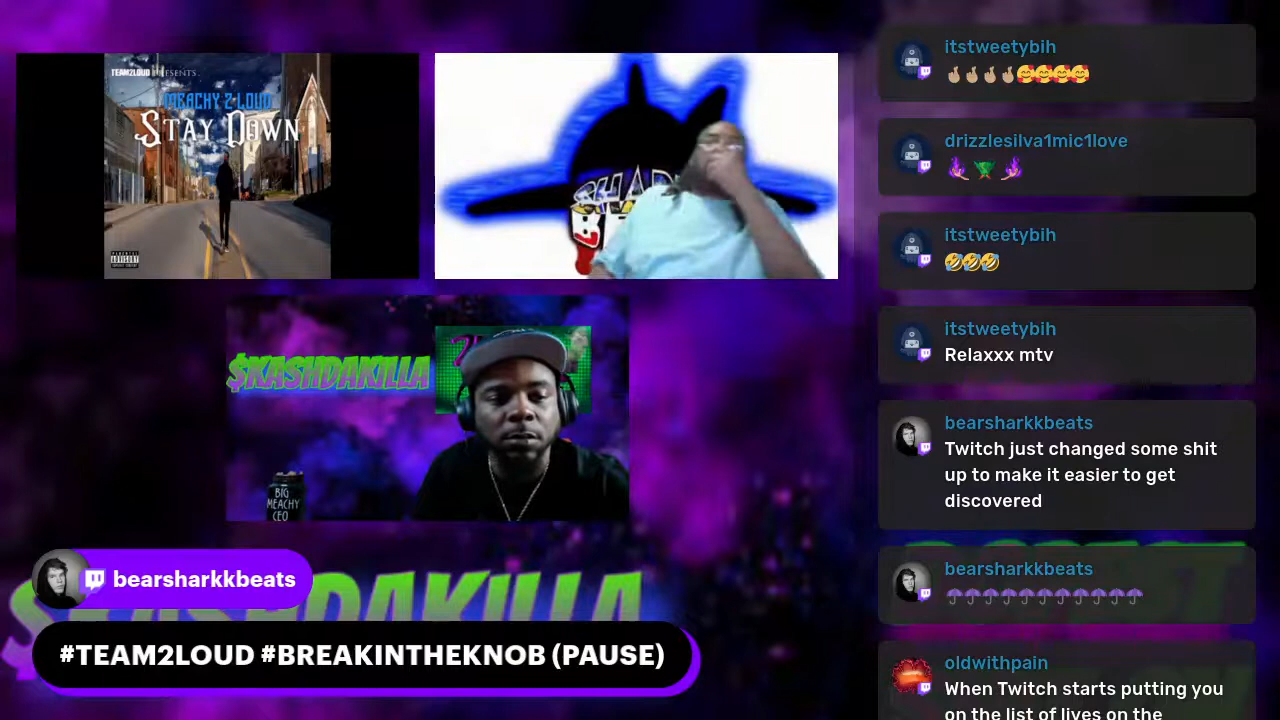 TEAM2LOUD PRESENTS.
MEACHY 2 LOUD
STAY DOWN
$KASHDAKILLA
BIG
MEACHY
CEO
bearsharkkbeats
#TEAM2LOUD #BREAKINTHEKNOB (PAUSE)
itstweetybih
drizzlesilva1mic1love
itstweetybih
itstweetybih
Relaxxx mtv
bearsharkkbeats
Twitch just changed some shit
up to make it easier to get
discovered
bearsharkkbeats
oldwithpain
When Twitch starts putting you
on the list of lives on the